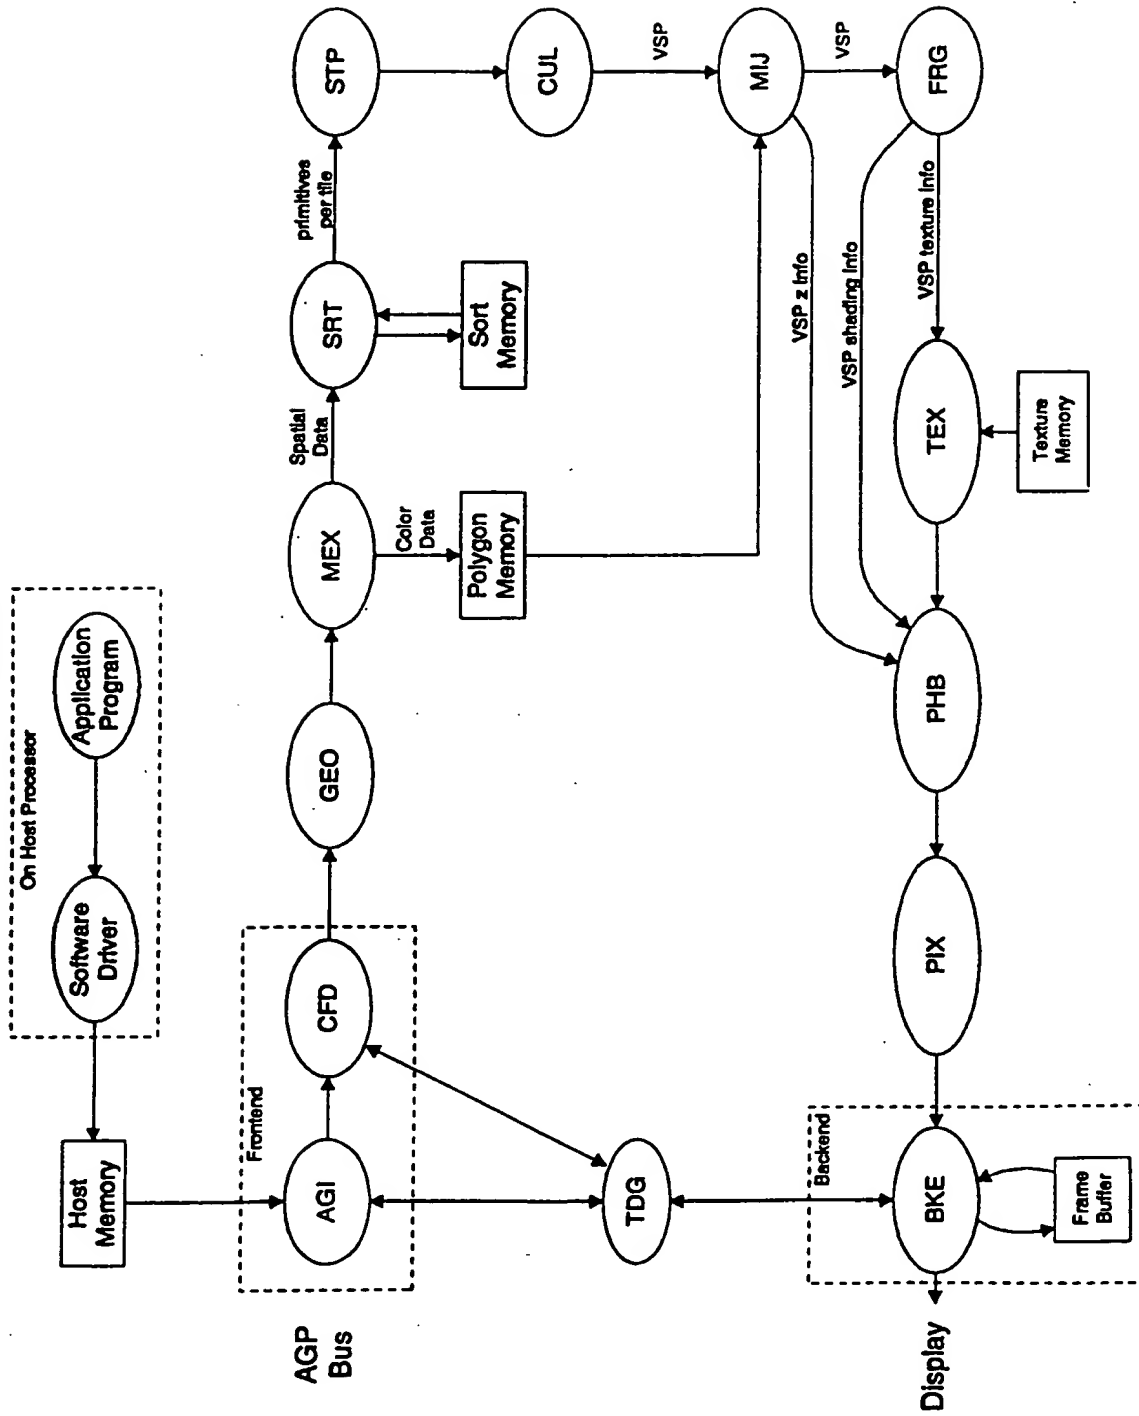 On Host Processor
Application
Program
Software
Driver
Host
Memory
AGP
Bus
Frontend
AGI
CFD
GEO
MEX
Spatial
Data
SRT
primitives
per tile
STP
Color
Data
Polygon
Memory
Sort
Memory
CUL
VSP
MIJ
VSP
FRG
VSP z info
VSP shading info
VSP texture info
TEX
Texture
Memory
PHB
PIX
TDG
Backend
BKE
Frame
Buffer
Display